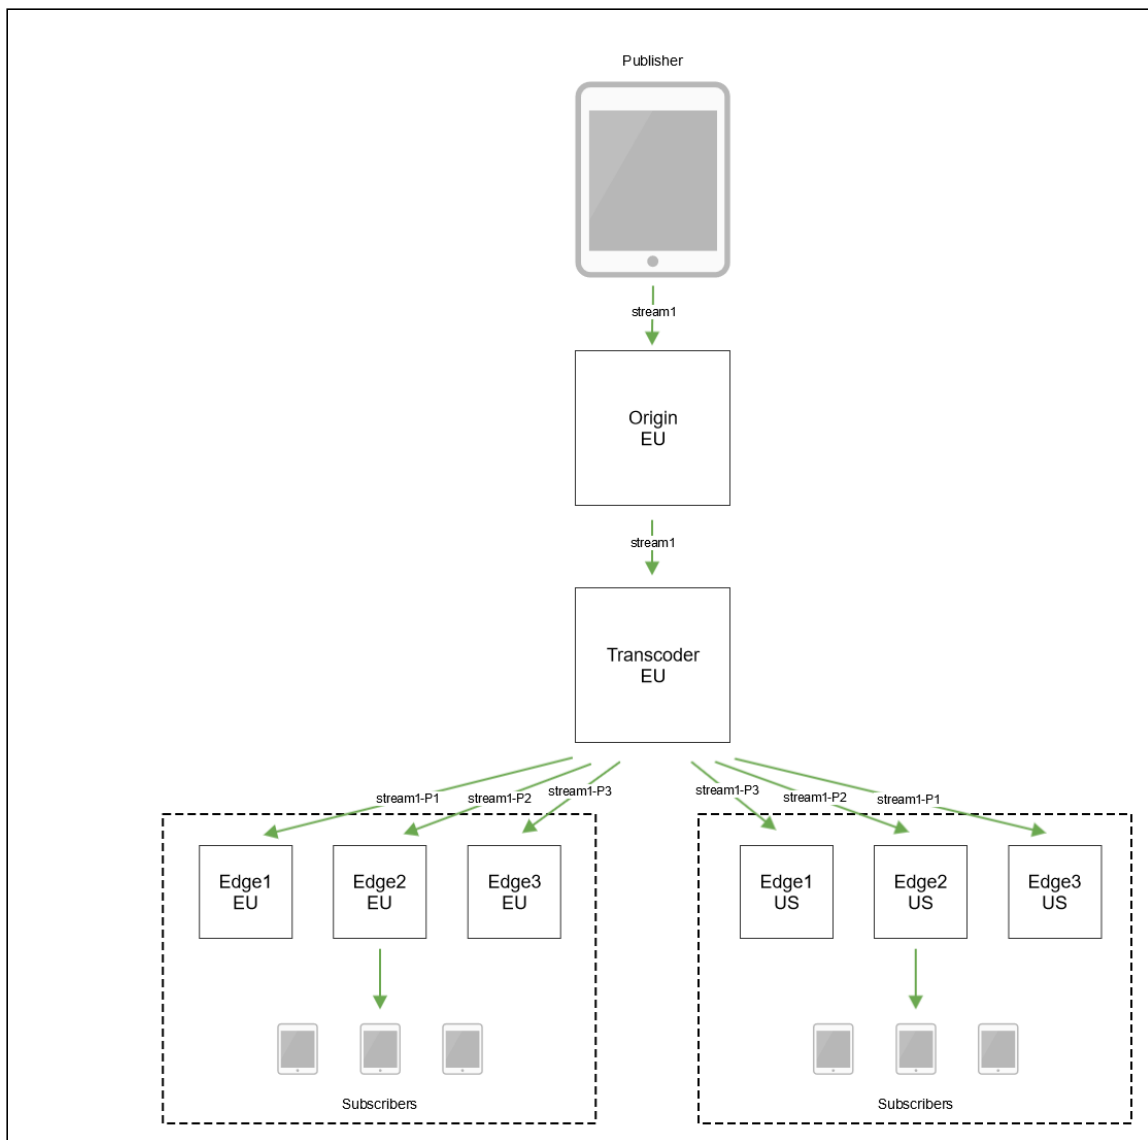 Publisher
stream1
Origin
EU
stream1
Transcoder
EU
stream1-P1
stream1-P2
stream1-P3
stream1-P3
stream1-P2
stream1-P1
Edge1
EU
Edge2
EU
Edge3
EU
Edge1
US
Edge2
US
Edge3
US
Subscribers
Subscribers